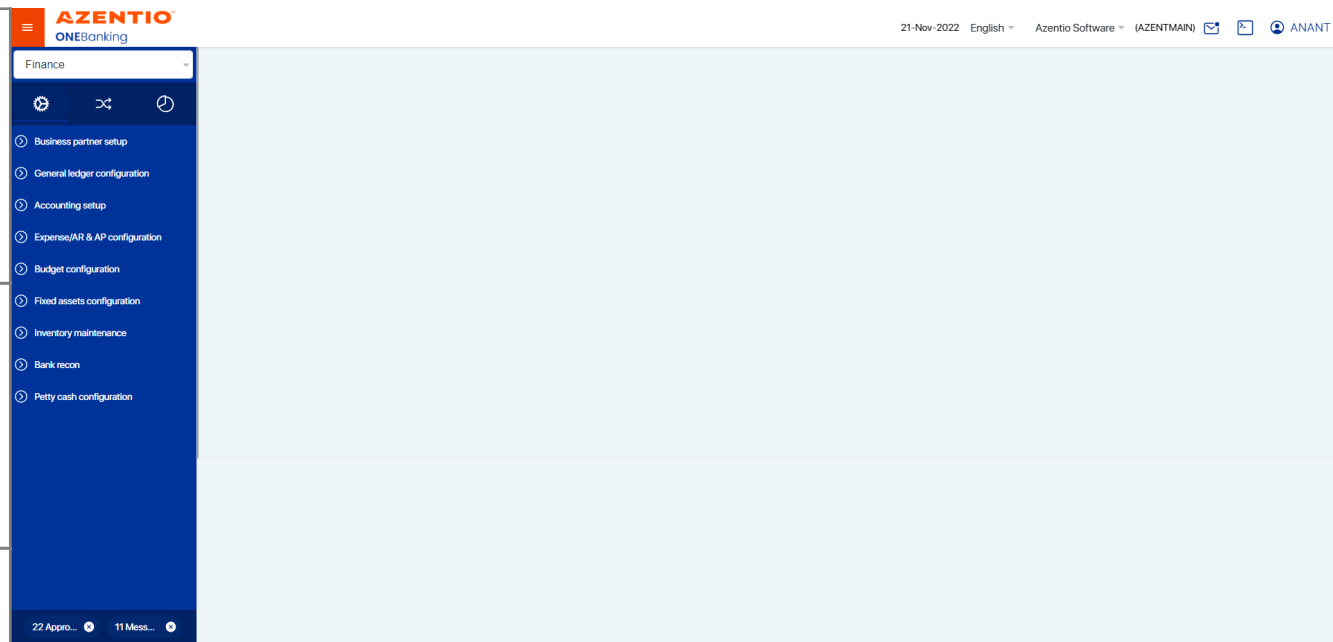 AZENTIO™
ONEBanking
21-Nov-2022 English Azentio Software (AZENTMAIN) ANANT
Finance
Business partner setup
General ledger configuration
Accounting setup
Expense/AR & AP configuration
Budget configuration
Fixed assets configuration
Inventory maintenance
Bank recon
Petty cash configuration
22 Appro... 11 Mess...